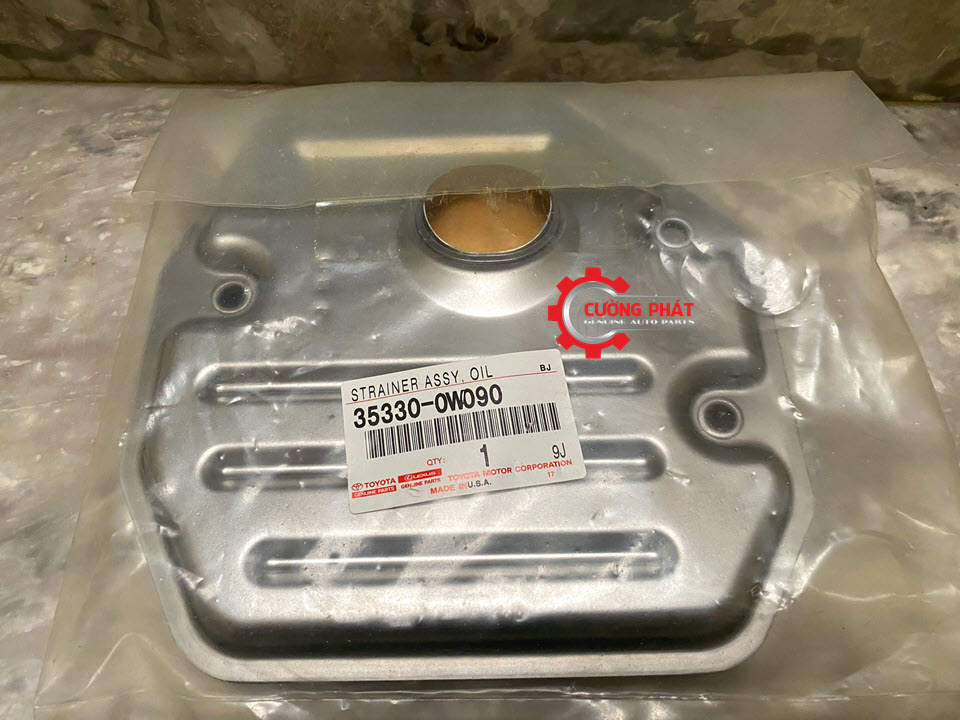 CƯỜNG PHÁT
GENUINE AUTO PARTS
STRAINER ASSY, OIL BJ
35330-0W090
QTY: 1 9J
TOYOTA LEXUS TOYOTA MOTOR CORPORATION
GENUINE PARTS GENUINE PARTS 17
MADE IN U.S.A.